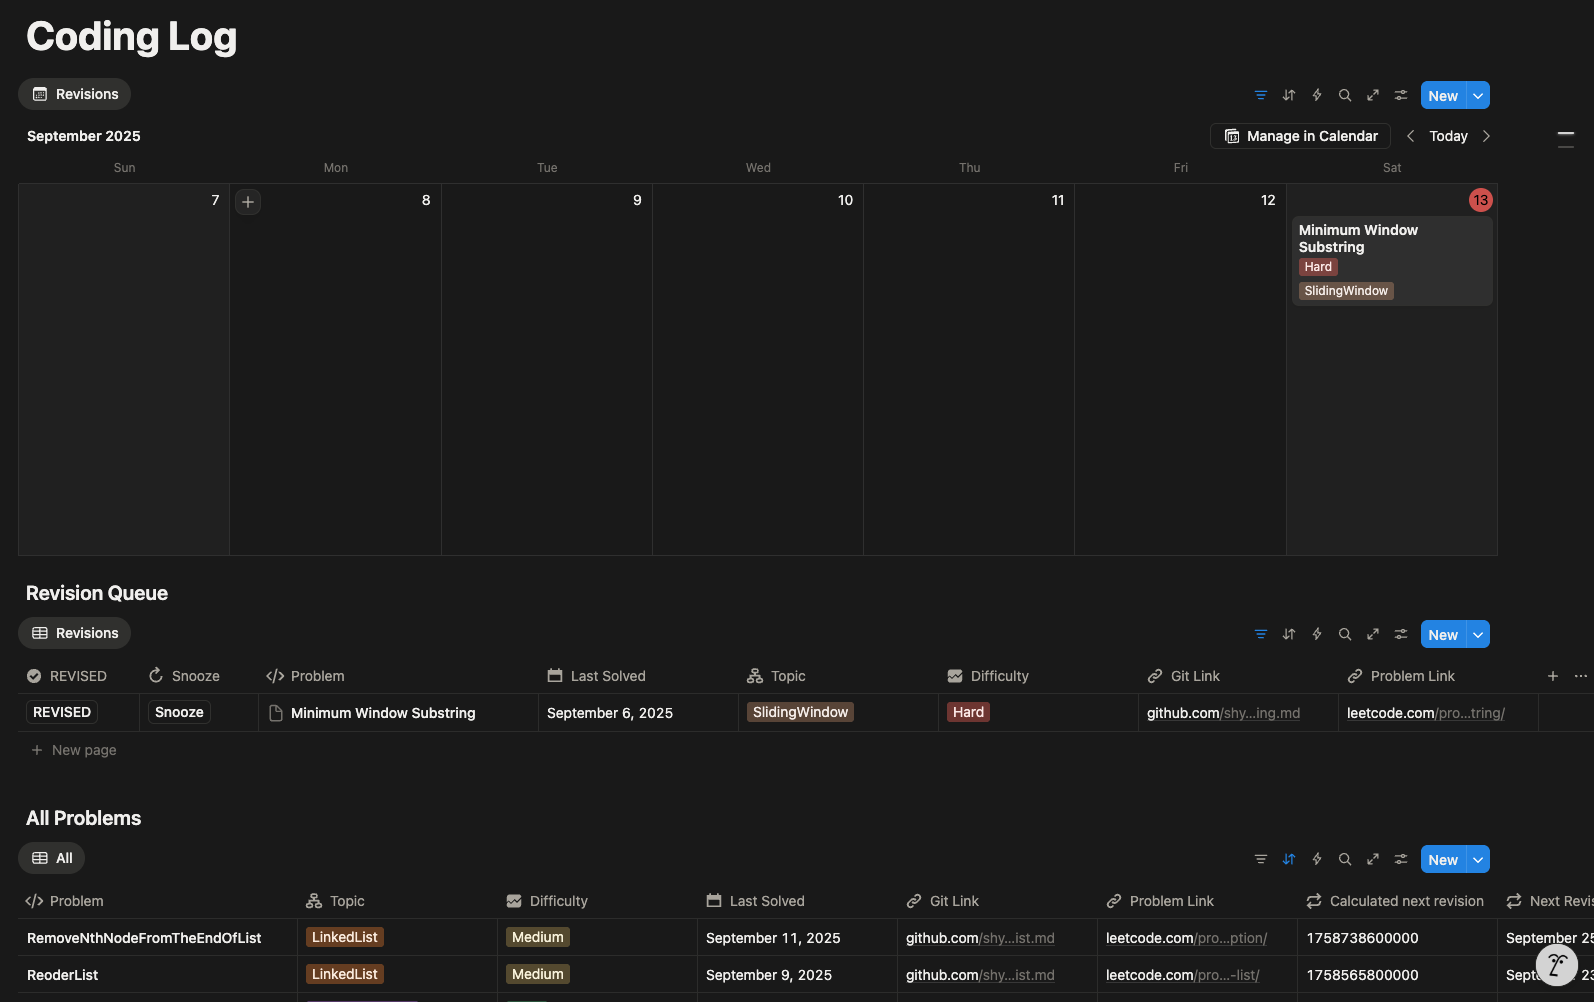 Coding Log
Revisions
New
September 2025
Manage in Calendar
Today
Sun Mon Tue Wed Thu Fri Sat
7 8 9 10 11 12 13
Minimum Window
Substring
Hard
SlidingWindow
Revision Queue
Revisions
New
REVISED Snooze Problem Last Solved Topic Difficulty Git Link Problem Link
REVISED Snooze Minimum Window Substring September 6, 2025 SlidingWindow Hard github.com/shy...ing.md leetcode.com/pro...tring/
New page
All Problems
All
New
Problem Topic Difficulty Last Solved Git Link Problem Link Calculated next revision Next Revis
RemoveNthNodeFromTheEndOfList LinkedList Medium September 11, 2025 github.com/shy...ist.md leetcode.com/pro...ption/ 1758738600000 September 25
ReoderList LinkedList Medium September 9, 2025 github.com/shy...ist.md leetcode.com/pro...-list/ 1758565800000 Sept 23